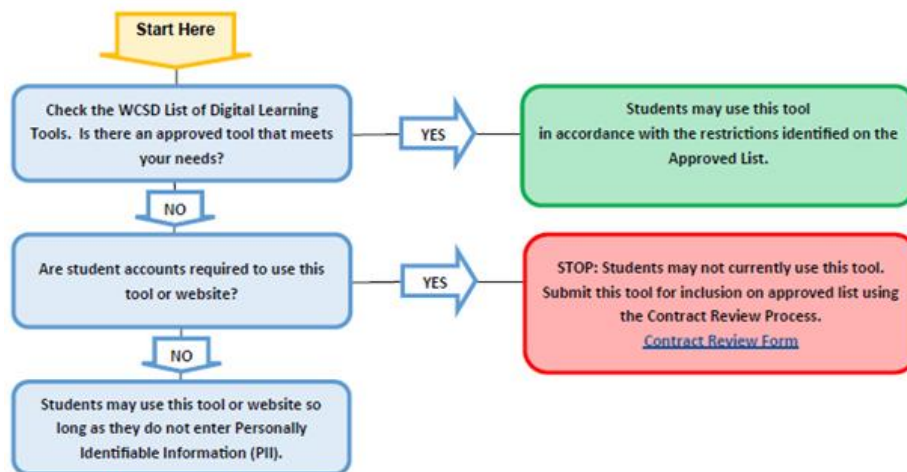 Start Here
Check the WCSD List of Digital Learning
Tools. Is there an approved tool that meets
your needs?
YES
Students may use this tool
in accordance with the restrictions identified on the
Approved List.
NO
Are student accounts required to use this
tool or website?
YES
STOP: Students may not currently use this tool.
Submit this tool for inclusion on approved list using
the Contract Review Process.
Contract Review Form
NO
Students may use this tool or website so
long as they do not enter Personally
Identifiable Information (PII).